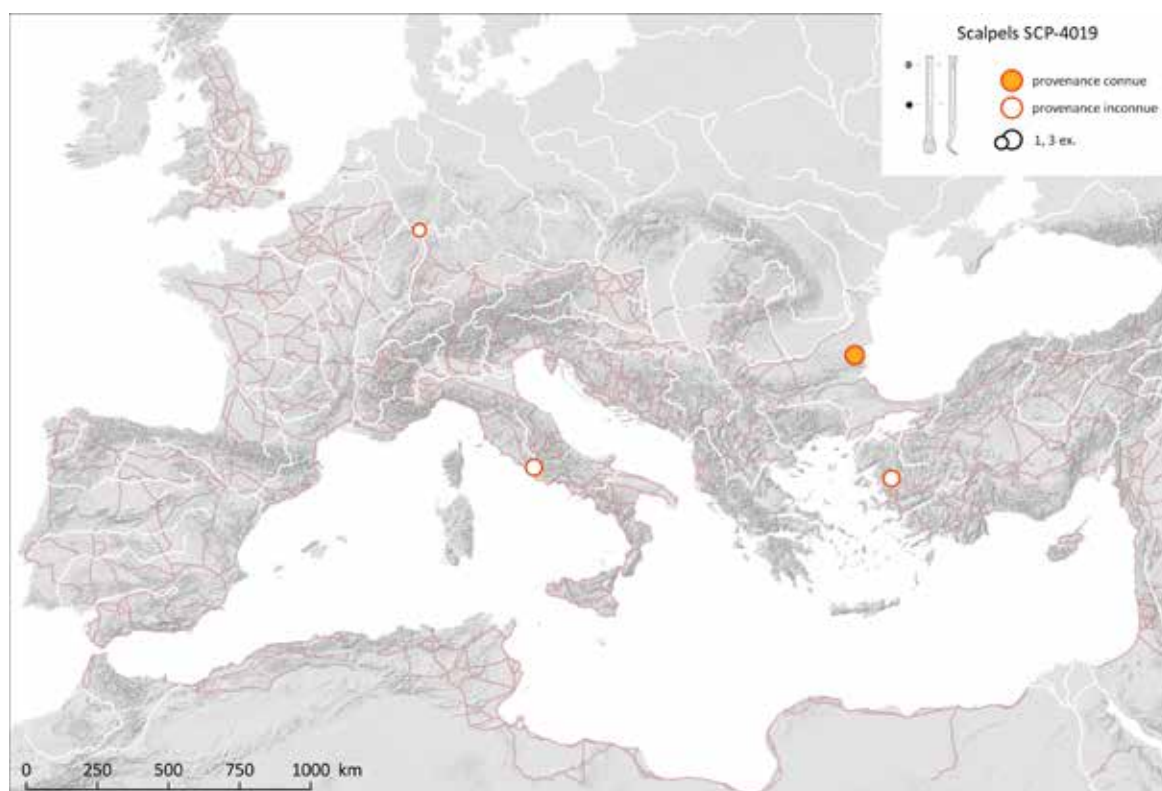 Scalpels SCP-4019
provenance connue
provenance inconnue
1, 3 ex.
0 250 500 750 1000 km